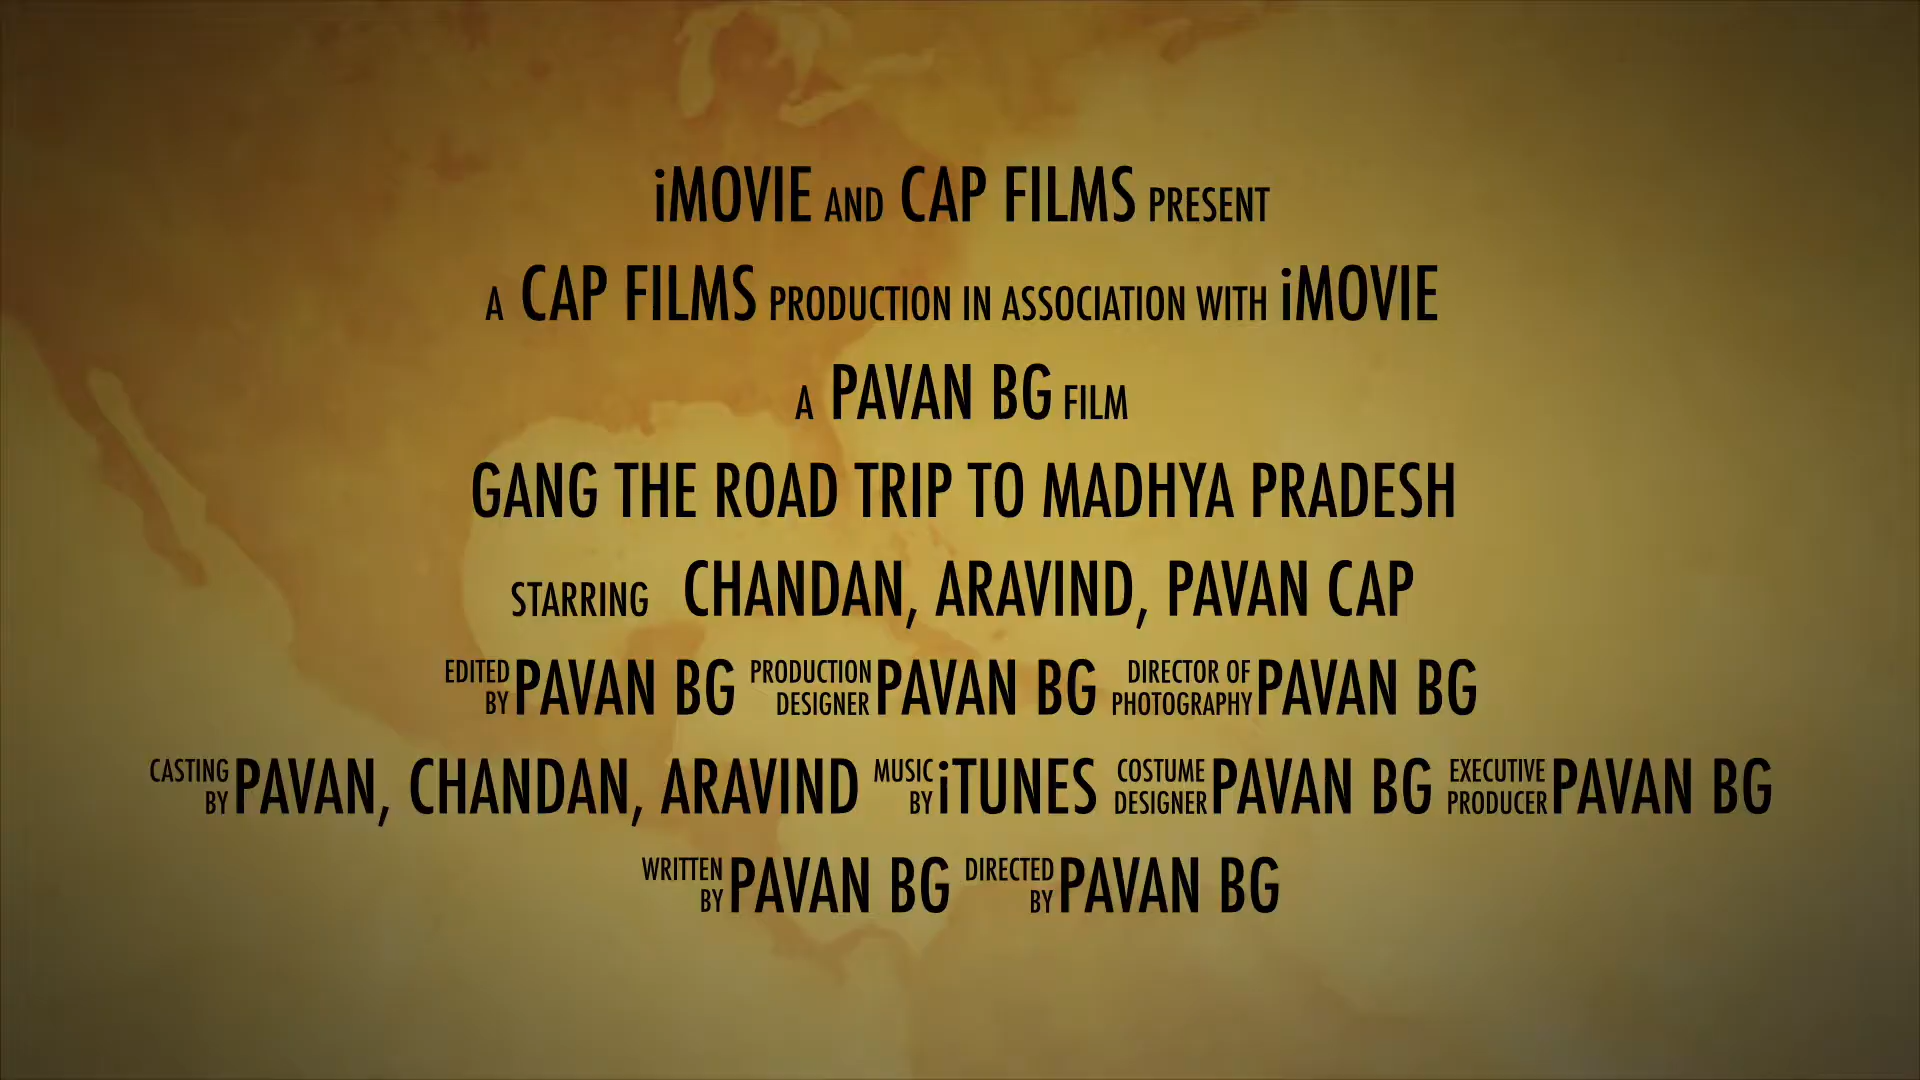 iMOVIE AND CAP FILMS PRESENT
A CAP FILMS PRODUCTION IN ASSOCIATION WITH iMOVIE
A PAVAN BG FILM
GANG THE ROAD TRIP TO MADHYA PRADESH
STARRING CHANDAN, ARAVIND, PAVAN CAP
EDITED BY PAVAN BG PRODUCTION DESIGNER PAVAN BG DIRECTOR OF PHOTOGRAPHY PAVAN BG
CASTING BY PAVAN, CHANDAN, ARAVIND MUSIC BY iTUNES COSTUME DESIGNER PAVAN BG EXECUTIVE PRODUCER PAVAN BG
WRITTEN BY PAVAN BG DIRECTED BY PAVAN BG